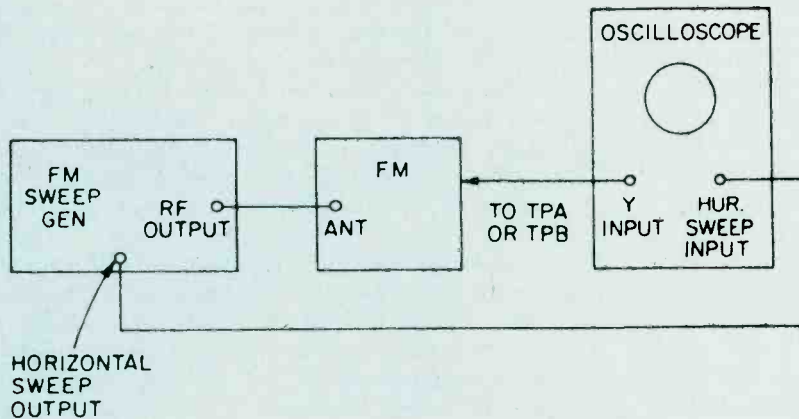 OSCILLOSCOPE
FM
SWEEP
GEN
RF
OUTPUT
FM
ANT
TO TPA
OR TPB
Y
INPUT
HUR.
SWEEP
INPUT
HORIZONTAL
SWEEP
OUTPUT